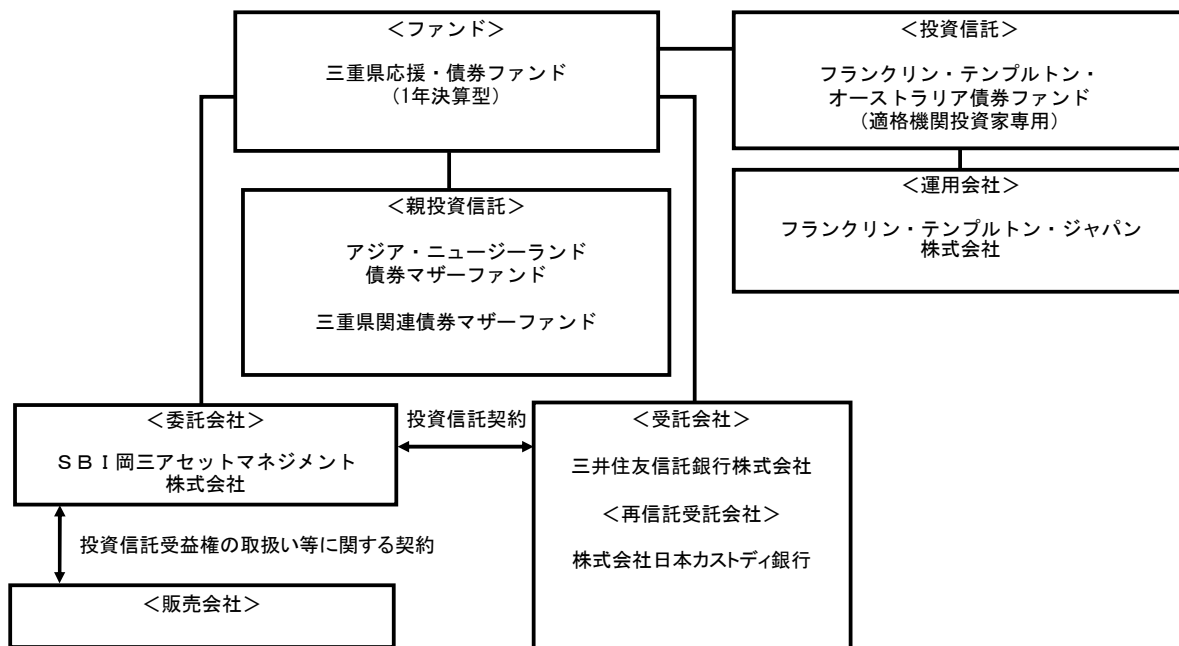 ＜ファンド＞
三重県応援・債券ファンド
（1年決算型）
＜投資信託＞
フランクリン・テンプルトン・
オーストラリア債券ファンド
（適格機関投資家専用）
＜運用会社＞
フランクリン・テンプルトン・ジャパン
株式会社
＜親投資信託＞
アジア・ニュージーランド
債券マザーファンド
三重県関連債券マザーファンド
＜委託会社＞
ＳＢＩ岡三アセットマネジメント
株式会社
投資信託契約
＜受託会社＞
三井住友信託銀行株式会社
＜再信託受託会社＞
株式会社日本カストディ銀行
投資信託受益権の取扱い等に関する契約
＜販売会社＞